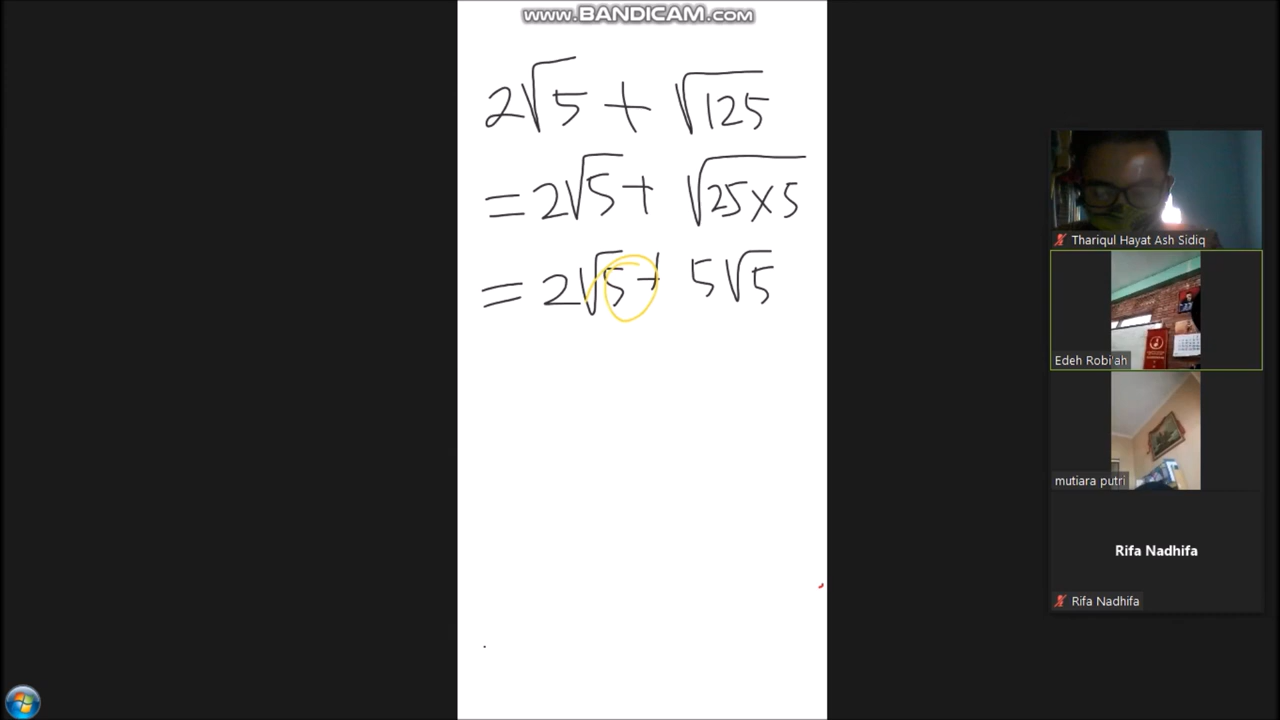 www.BANDICAM.com
2√5 + √125
= 2√5 + √25×5
= 2√5 + 5√5
Thariqul Hayat Ash Sidiq
Edeh Robi'ah
mutiara putri
Rifa Nadhifa
Rifa Nadhifa